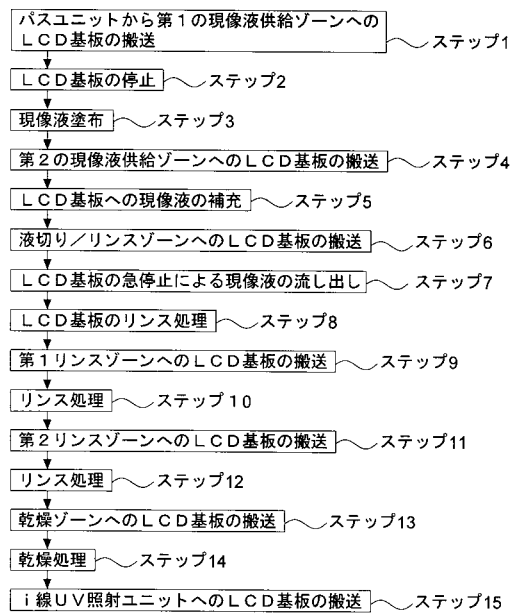 パスユニットから第1の現像液供給ゾーンへの
LCD基板の搬送
ステップ1
LCD基板の停止
ステップ2
現像液塗布
ステップ3
第2の現像液供給ゾーンへのLCD基板の搬送
ステップ4
LCD基板への現像液の補充
ステップ5
液切り/リンスゾーンへのLCD基板の搬送
ステップ6
LCD基板の急停止による現像液の流し出し
ステップ7
LCD基板のリンス処理
ステップ8
第1リンスゾーンへのLCD基板の搬送
ステップ9
リンス処理
ステップ10
第2リンスゾーンへのLCD基板の搬送
ステップ11
リンス処理
ステップ12
乾燥ゾーンへのLCD基板の搬送
ステップ13
乾燥処理
ステップ14
i線UV照射ユニットへのLCD基板の搬送
ステップ15